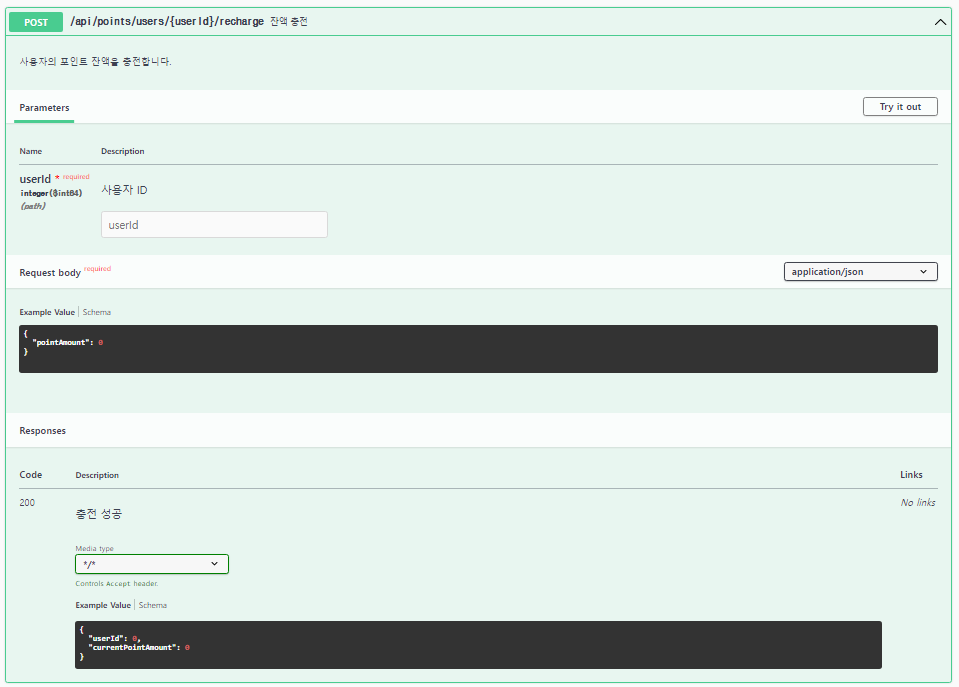 POST /api/points/users/{userId}/recharge 잔액 충전
사용자의 포인트 잔액을 충전합니다.
Parameters
Try it out
Name Description
userId * required
integer($int64)
(path)
사용자 ID
userId
Request body required
application/json
Example Value Schema
{
"pointAmount": 0
}
Responses
Code Description Links
200
충전 성공
No links
Media type
*/*
Controls Accept header.
Example Value Schema
{
"userId": 0,
"currentPointAmount": 0
}